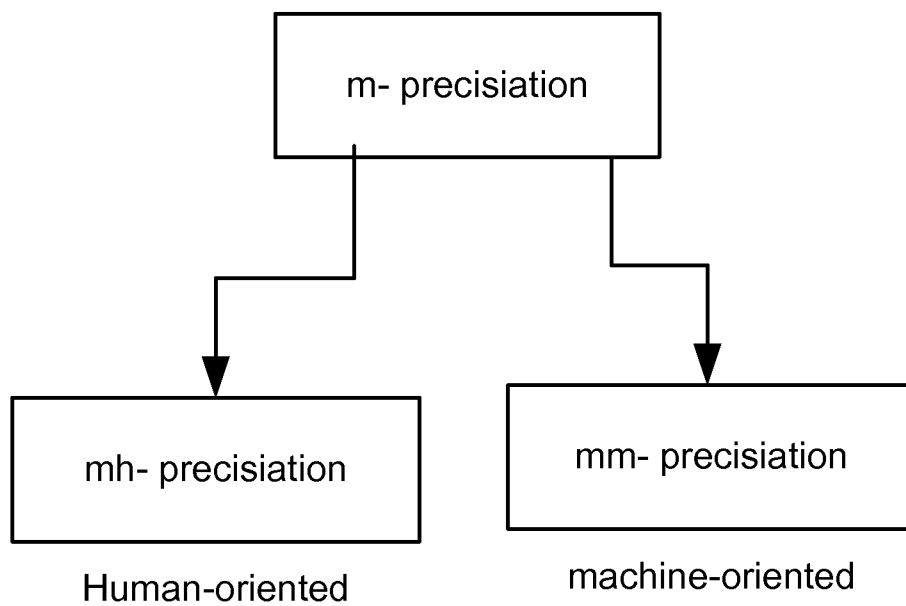 m- precisiation
mh- precisiation
mm- precisiation
Human-oriented
machine-oriented